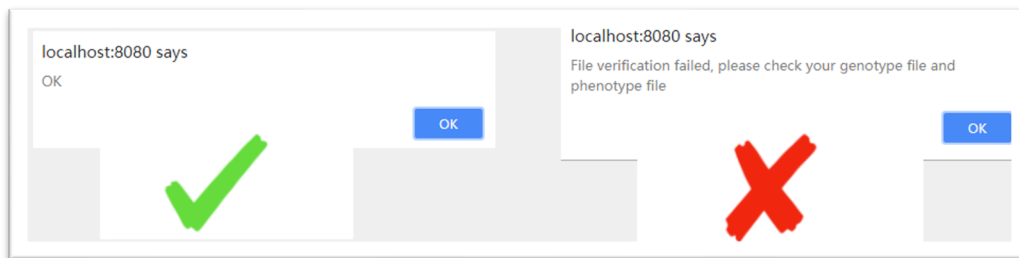 localhost:8080 says
OK
OK
localhost:8080 says
File verification failed, please check your genotype file and
phenotype file
OK